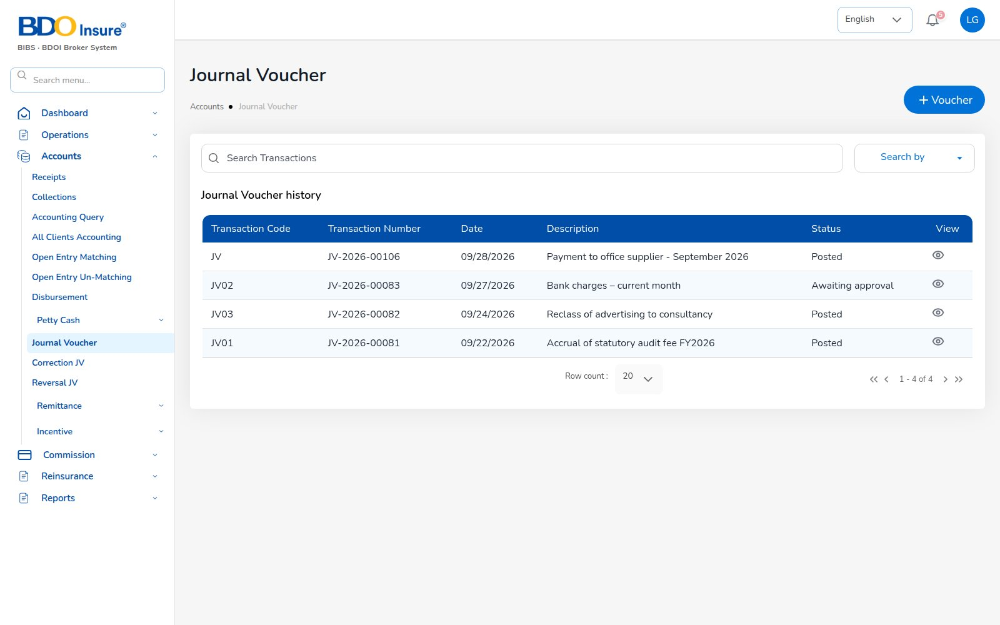 BDO Insure®
BIBS · BDOI Broker System
English
5
LG
Search menu...
Dashboard
Operations
Accounts
Receipts
Collections
Accounting Query
All Clients Accounting
Open Entry Matching
Open Entry Un-Matching
Disbursement
Petty Cash
Journal Voucher
Correction JV
Reversal JV
Remittance
Incentive
Commission
Reinsurance
Reports
Journal Voucher
Accounts • Journal Voucher
+ Voucher
Search Transactions
Search by
Journal Voucher history
Transaction Code Transaction Number Date Description Status View
JV JV-2026-00106 09/28/2026 Payment to office supplier - September 2026 Posted
JV02 JV-2026-00083 09/27/2026 Bank charges – current month Awaiting approval
JV03 JV-2026-00082 09/24/2026 Reclass of advertising to consultancy Posted
JV01 JV-2026-00081 09/22/2026 Accrual of statutory audit fee FY2026 Posted
Row count : 20 1 - 4 of 4